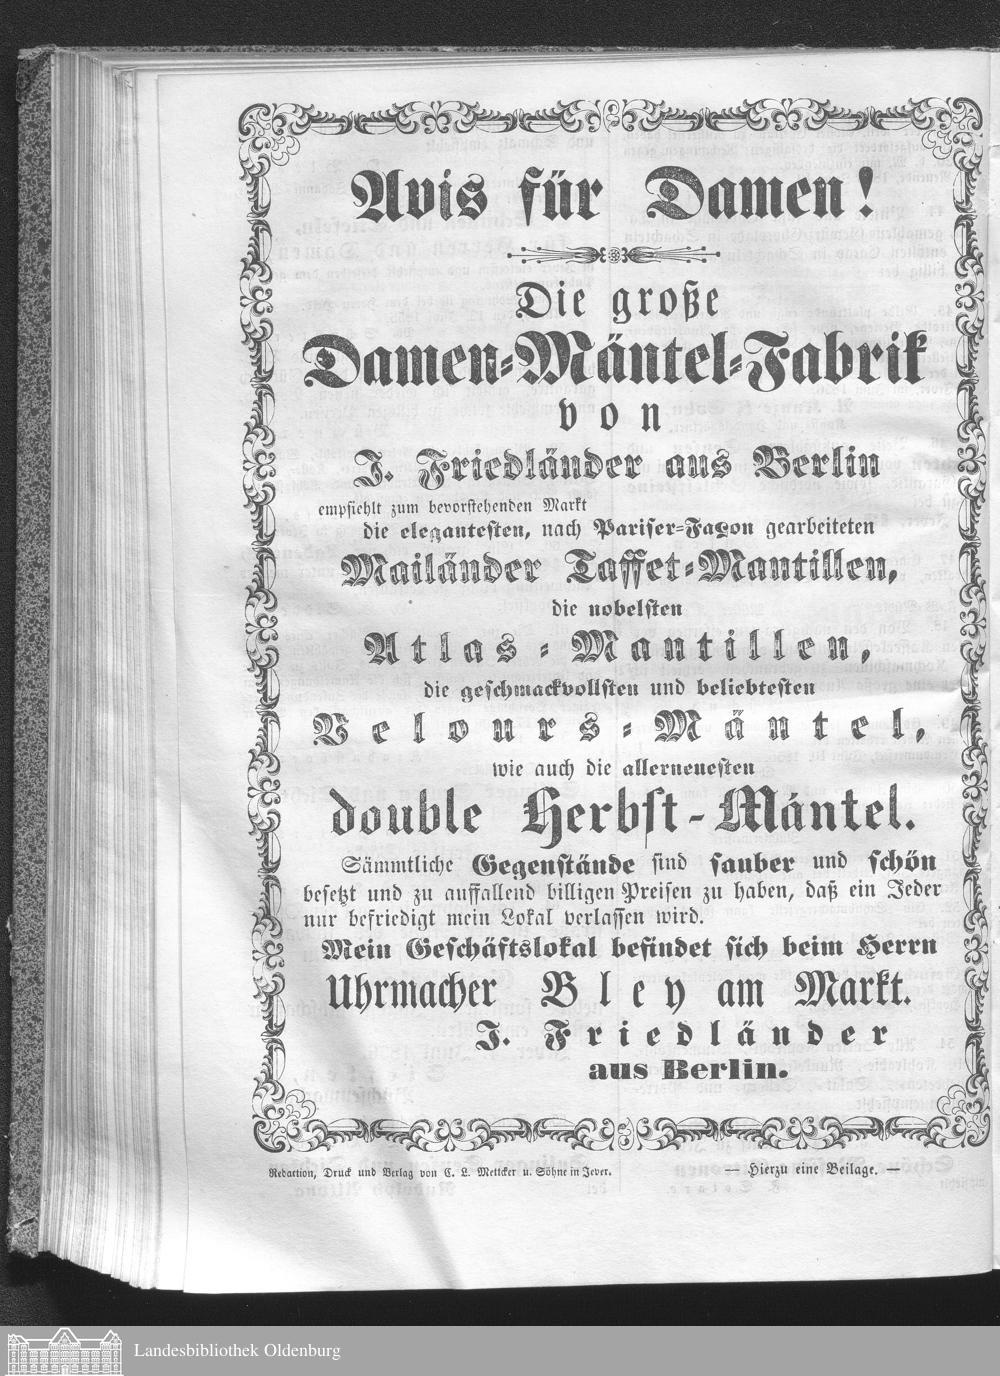 Avis für Damen!
Die große
Damen-Mäntel-Fabrik
von
J. Friedländer aus Berlin
empfiehlt zum bevorstehenden Markt
die elegantesten, nach Pariser-Façon gearbeiteten
Mailänder Taffet-Mantillen,
die nobelsten
Atlas-Mantillen,
die geschmackvollsten und beliebtesten
Velours-Mäntel,
wie auch die allerneuesten
double Herbst-Mäntel.
Sämmtliche Gegenstände sind sauber und schön
besetzt und zu auffallend billigen Preisen zu haben, daß ein Jeder
nur befriedigt mein Lokal verlassen wird.
Mein Geschäftslokal befindet sich beim Herrn
Uhrmacher Bley am Markt.
J. Friedländer
aus Berlin.
Redaction, Druck und Verlag von C. L. Mettcker u. Söhne in Jever. — Hierzu eine Beilage. —
Landesbibliothek Oldenburg